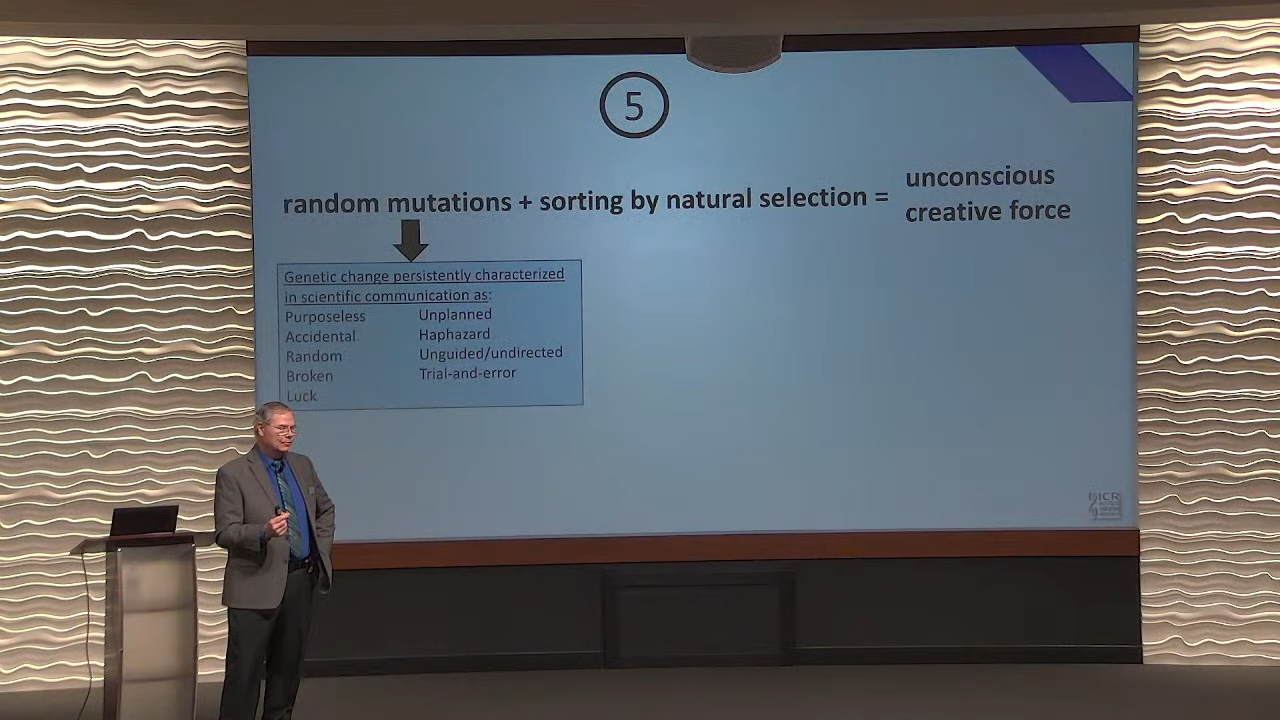 5
random mutations + sorting by natural selection =
unconscious
creative force
Genetic change persistently characterized
in scientific communication as:
Purposeless Unplanned
Accidental Haphazard
Random Unguided/undirected
Broken Trial-and-error
Luck
ICR